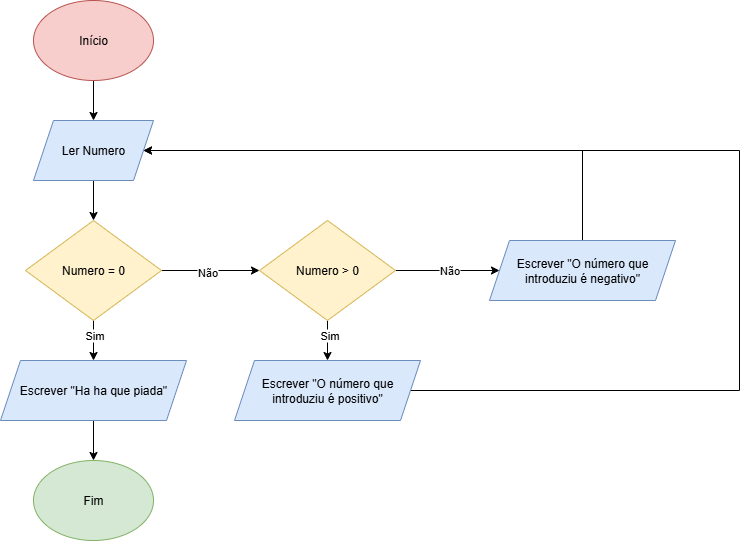 Início
Ler Numero
Numero = 0
Não
Numero > 0
Não
Escrever "O número que
introduziu é negativo"
Sim
Sim
Escrever "Ha ha que piada"
Escrever "O número que
introduziu é positivo"
Fim